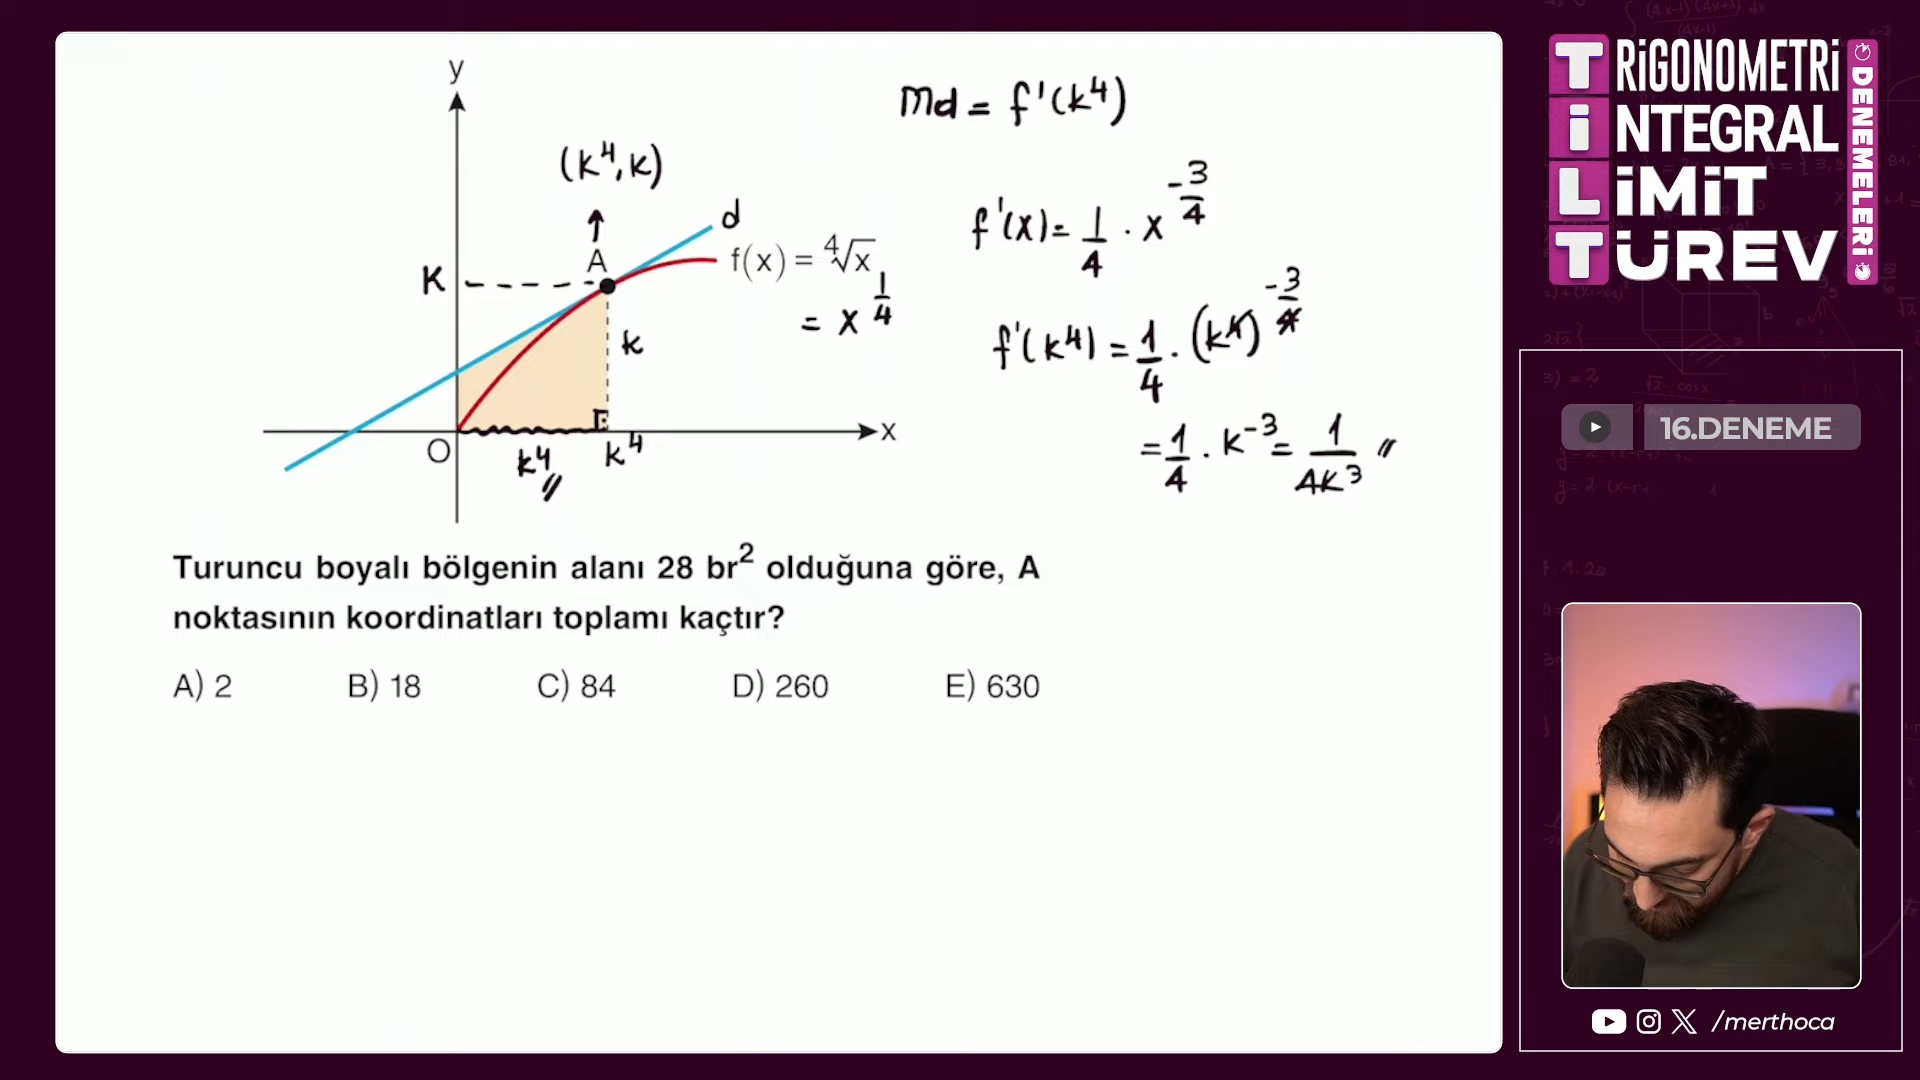 y
(k⁴, k)
d
A
f(x) = ⁴√x
= x^(1/4)
K
k
x
O
k⁴
k⁴
Md = f'(k⁴)
f'(x) = 1/4 · x^(-3/4)
f'(k⁴) = 1/4 · (k⁴)^(-3/4)
= 1/4 · k⁻³ = 1/4k³ //
Turuncu boyalı bölgenin alanı 28 br² olduğuna göre, A
noktasının koordinatları toplamı kaçtır?
A) 2 B) 18 C) 84 D) 260 E) 630
TRİGONOMETRİ
İNTEGRAL
LİMİT
TÜREV
DENEMELERİ
16.DENEME
/merthoca